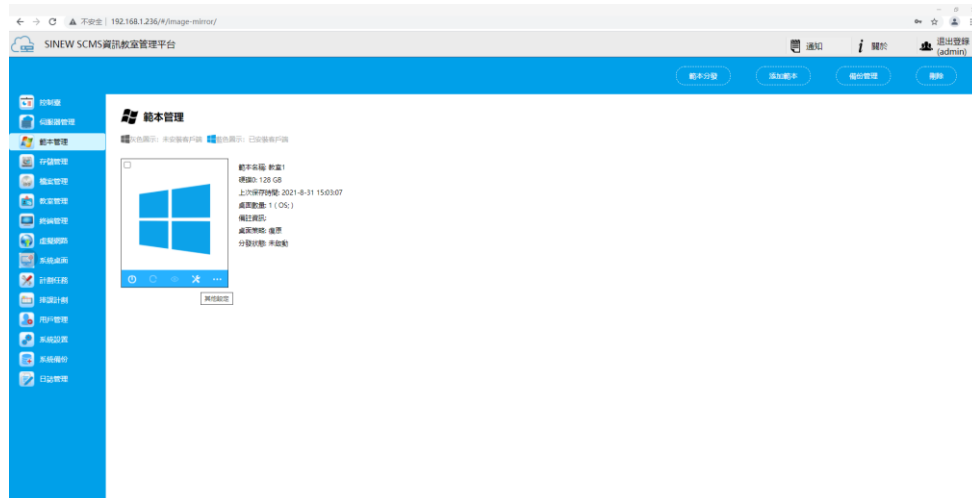 不安全 | 192.168.1.236/#/image-mirror/
SINEW SCMS資訊教室管理平台
通知
關於
退出登錄
(admin)
範本分發
添加範本
備份管理
刪除
控制臺
伺服器管理
範本管理
存儲管理
檔案管理
教室管理
終端管理
虛擬網路
系統桌面
計劃任務
排課計劃
用戶管理
系統設置
系統備份
日誌管理
範本管理
灰色顯示: 未安裝客戶端 藍色顯示: 已安裝客戶端
範本名稱: 教室1
硬碟0: 128 GB
上次保存時間: 2021-8-31 15:03:07
桌面數量: 1 ( OS; )
備註資訊:
桌面策略: 還原
分發狀態: 未啟動
其他設定